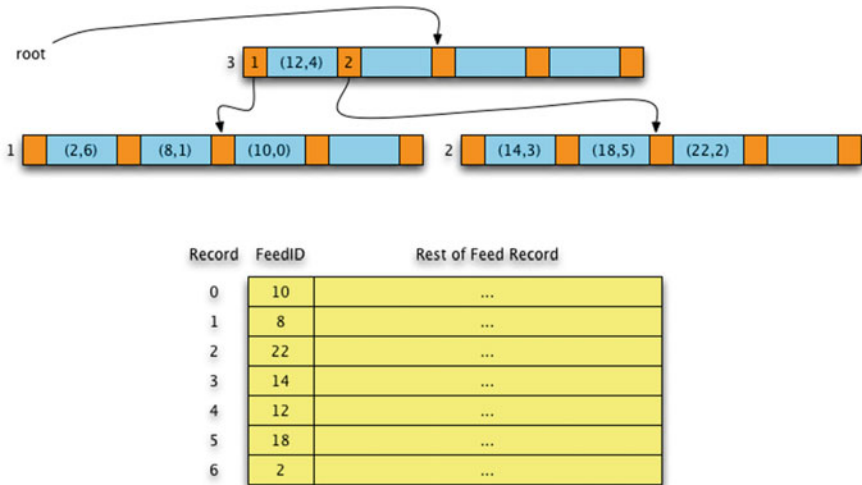 root
3 1 (12,4) 2
1 (2,6) (8,1) (10,0)
2 (14,3) (18,5) (22,2)
Record FeedID Rest of Feed Record
0 10 ...
1 8 ...
2 22 ...
3 14 ...
4 12 ...
5 18 ...
6 2 ...